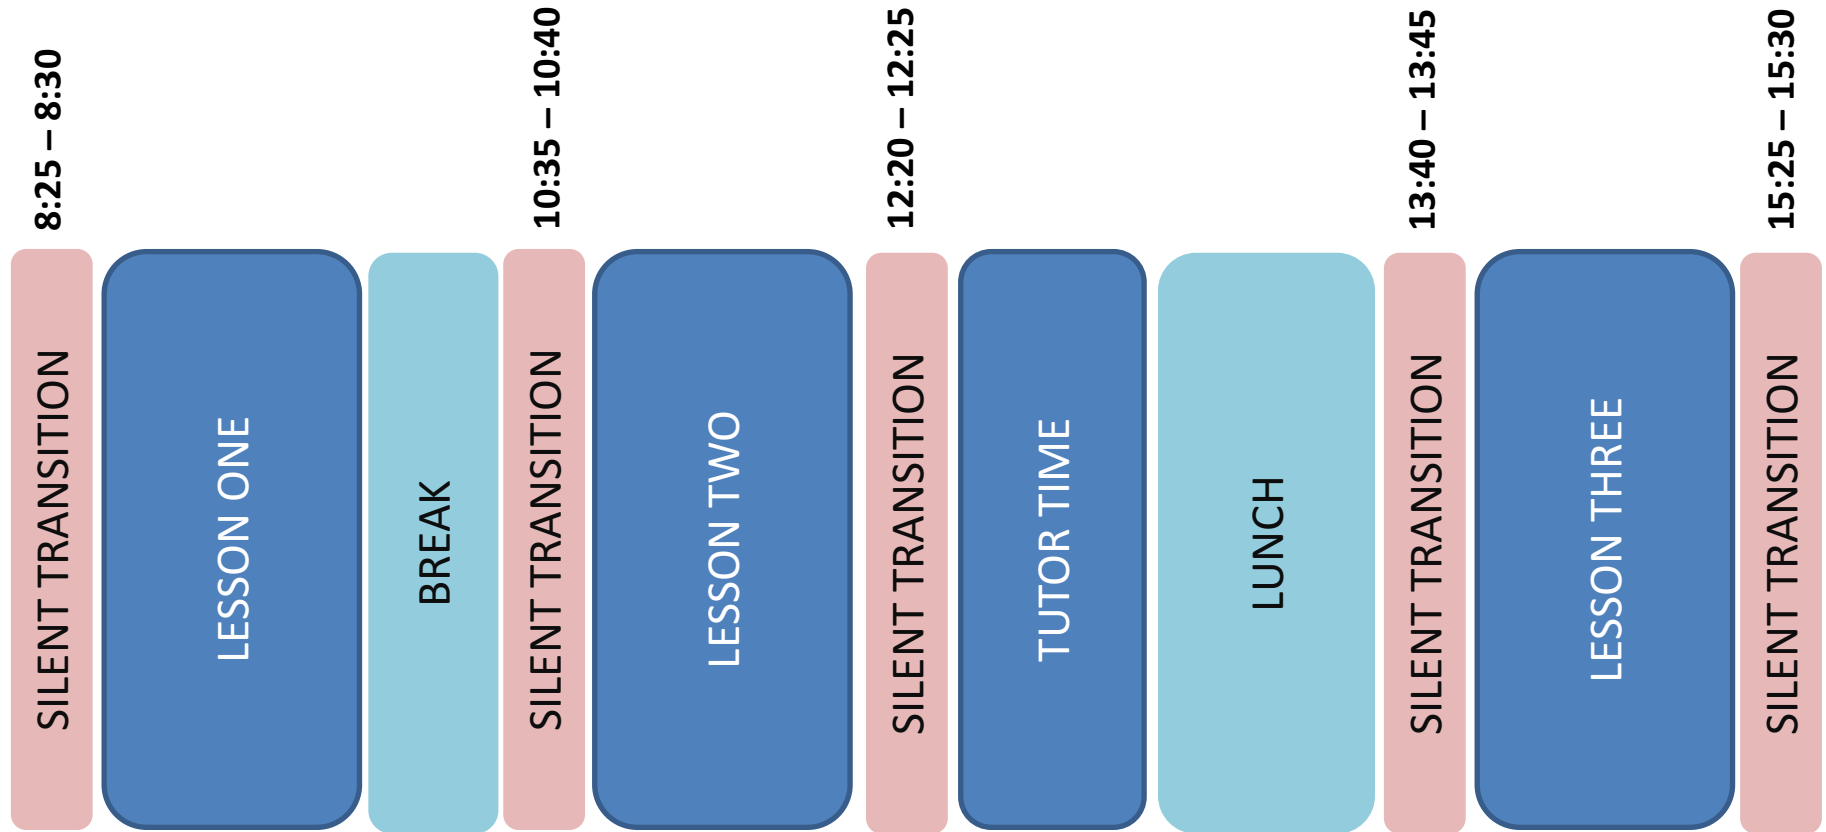 8:25 – 8:30
10:35 – 10:40
12:20 – 12:25
13:40 – 13:45
15:25 – 15:30
SILENT TRANSITION
LESSON ONE
BREAK
SILENT TRANSITION
LESSON TWO
SILENT TRANSITION
TUTOR TIME
LUNCH
SILENT TRANSITION
LESSON THREE
SILENT TRANSITION